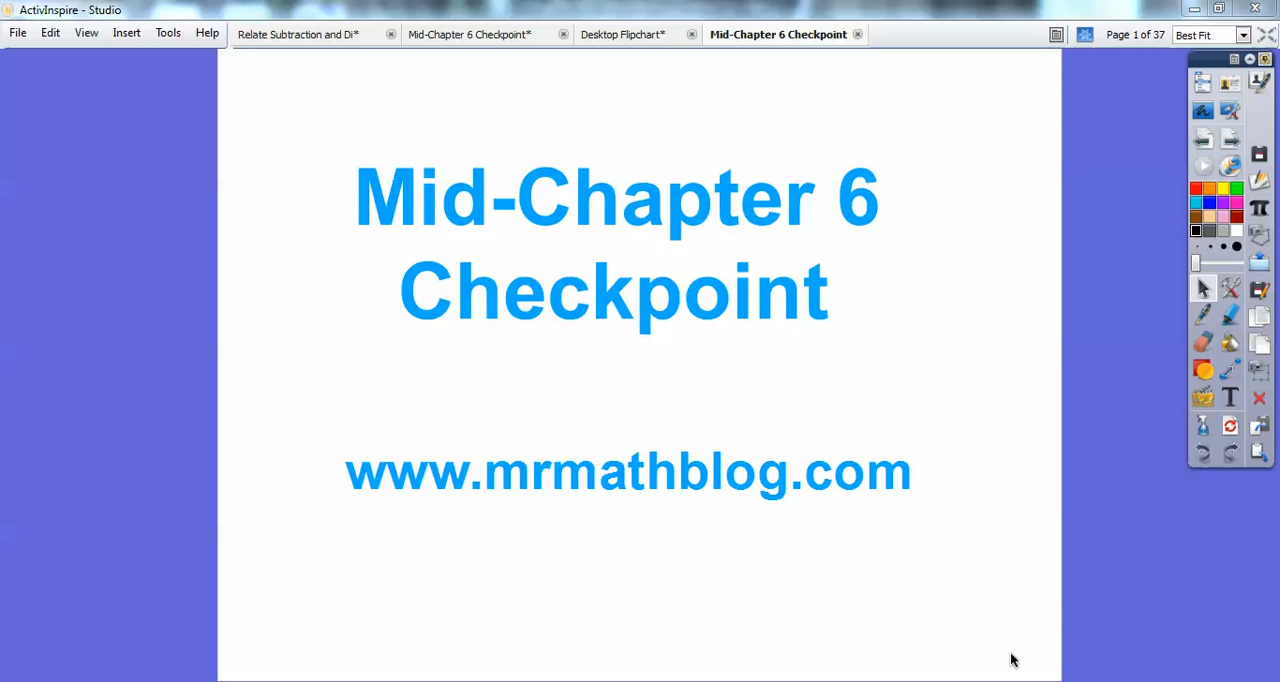 ActivInspire - Studio
File Edit View Insert Tools Help
Relate Subtraction and Di* Mid-Chapter 6 Checkpoint* Desktop Flipchart* Mid-Chapter 6 Checkpoint
Page 1 of 37 Best Fit
Mid-Chapter 6
Checkpoint
www.mrmathblog.com